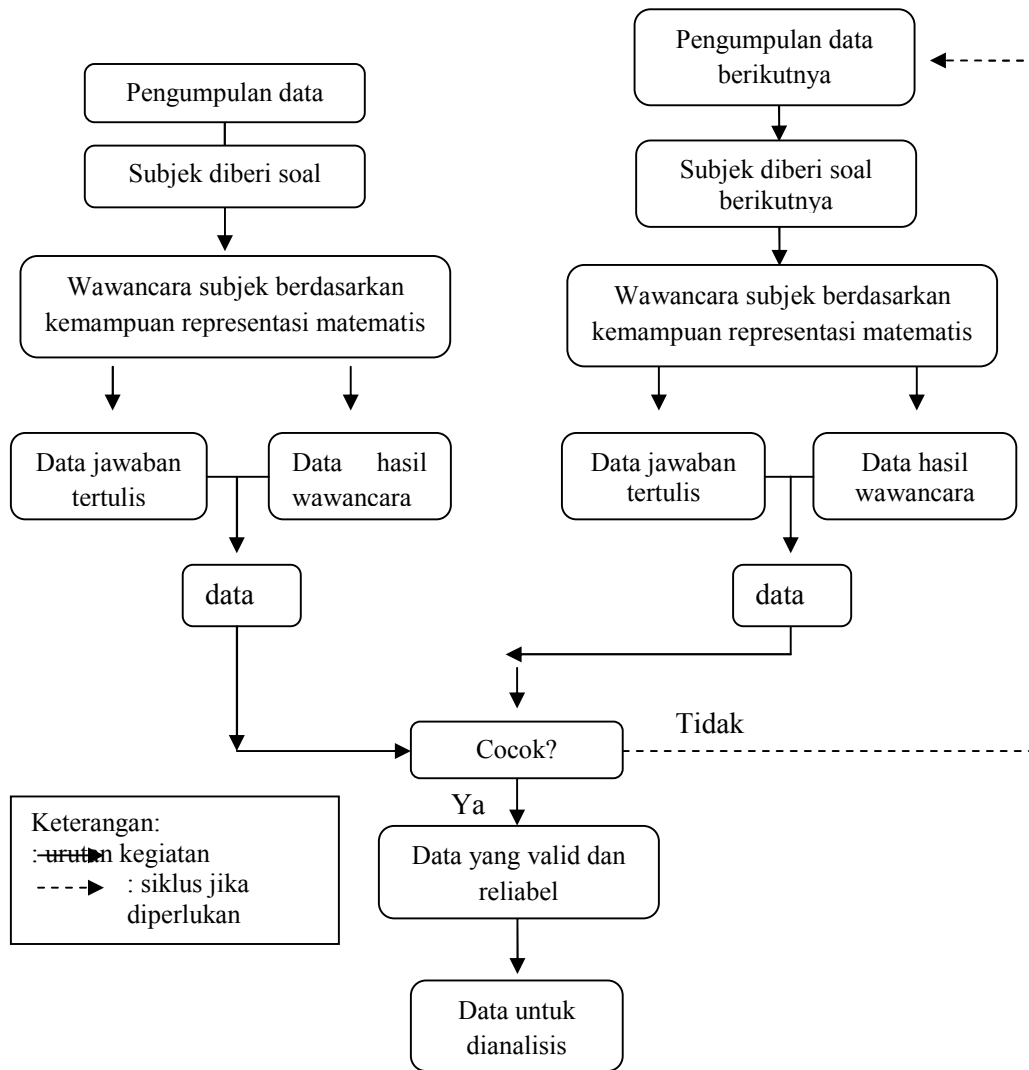 Pengumpulan data
Subjek diberi soal
Wawancara subjek berdasarkan
kemampuan representasi matematis
Data jawaban
tertulis
Data hasil
wawancara
data
Pengumpulan data
berikutnya
Subjek diberi soal
berikutnya
Wawancara subjek berdasarkan
kemampuan representasi matematis
Data jawaban
tertulis
Data hasil
wawancara
data
Cocok?
Tidak
Ya
Data yang valid dan
reliabel
Data untuk
dianalisis
Keterangan:
: urutan kegiatan
: siklus jika
diperlukan